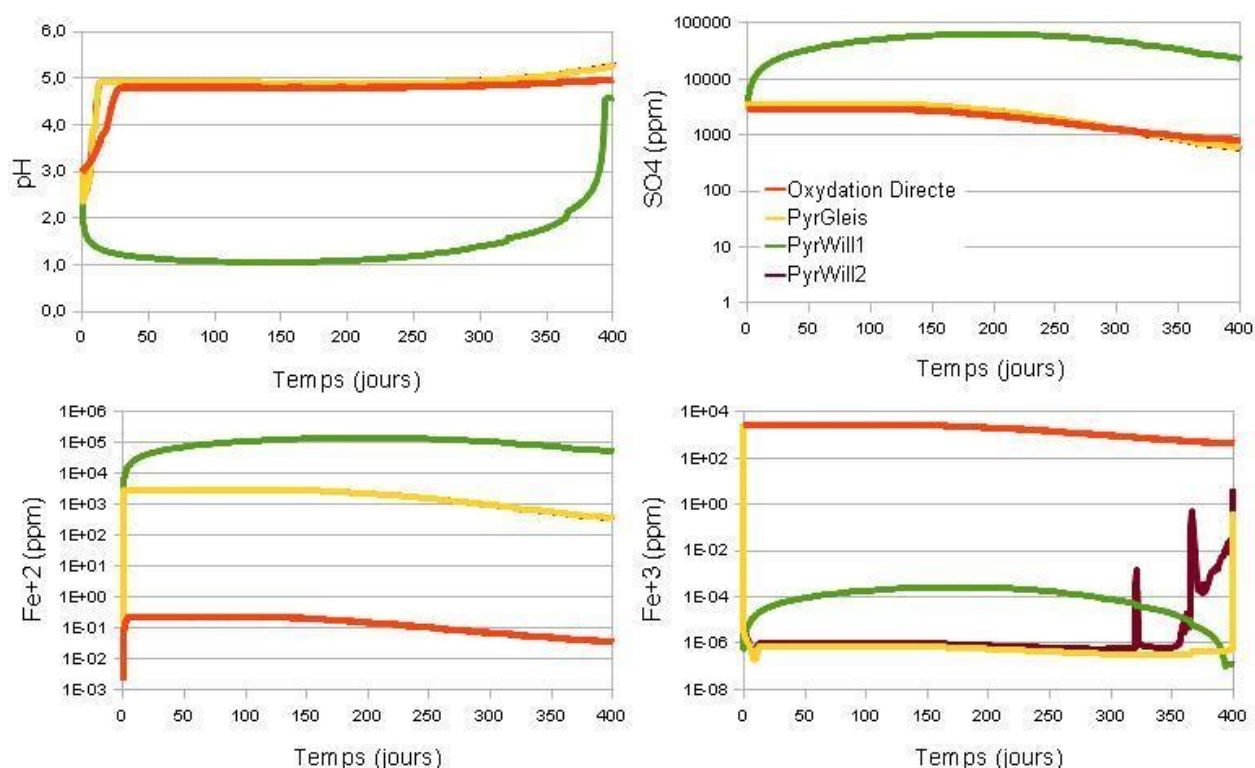 6,0
5,0
4,0
3,0
2,0
1,0
0,0
pH
0 50 100 150 200 250 300 350 400
Temps (jours)
100000
10000
1000
100
10
1
SO4 (ppm)
Oxydation Directe
PyrGleis
PyrWill1
PyrWill2
0 50 100 150 200 250 300 350 400
Temps (jours)
1E+06
1E+05
1E+04
1E+03
1E+02
1E+01
1E+00
1E-01
1E-02
1E-03
Fe+2 (ppm)
0 50 100 150 200 250 300 350 400
Temps (jours)
1E+04
1E+02
1E+00
1E-02
1E-04
1E-06
1E-08
Fe+3 (ppm)
0 50 100 150 200 250 300 350 400
Temps (jours)